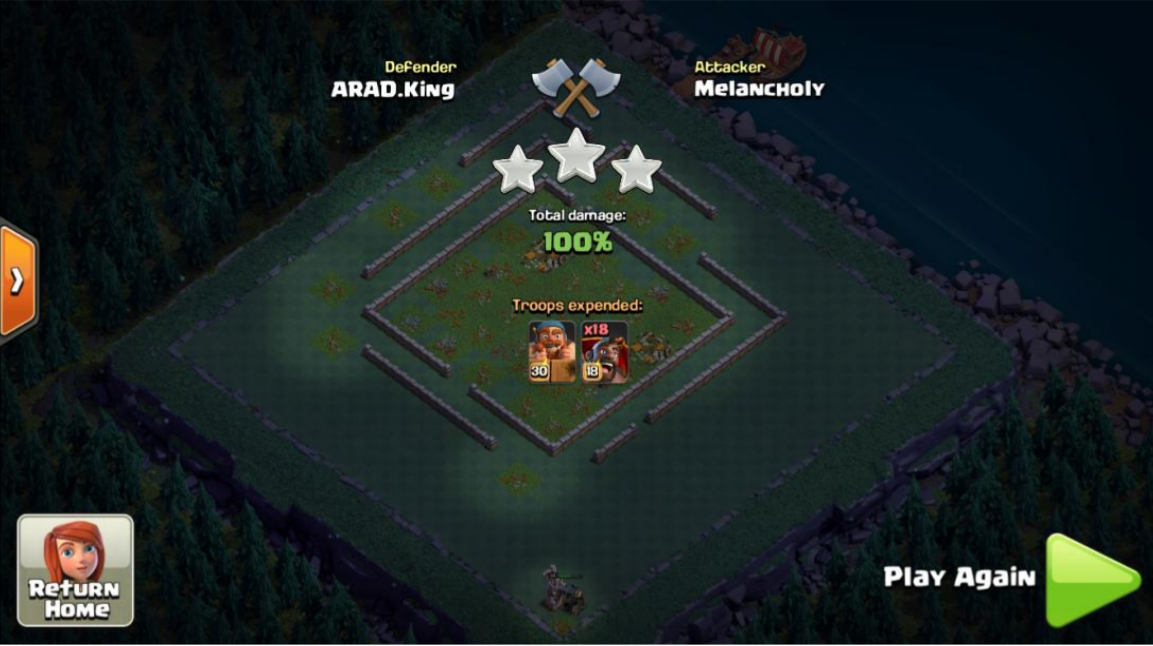 Defender
ARAD.King
Attacker
Melancholy
Total damage:
100%
Troops expended:
x18
30
18
Return
Home
Play Again